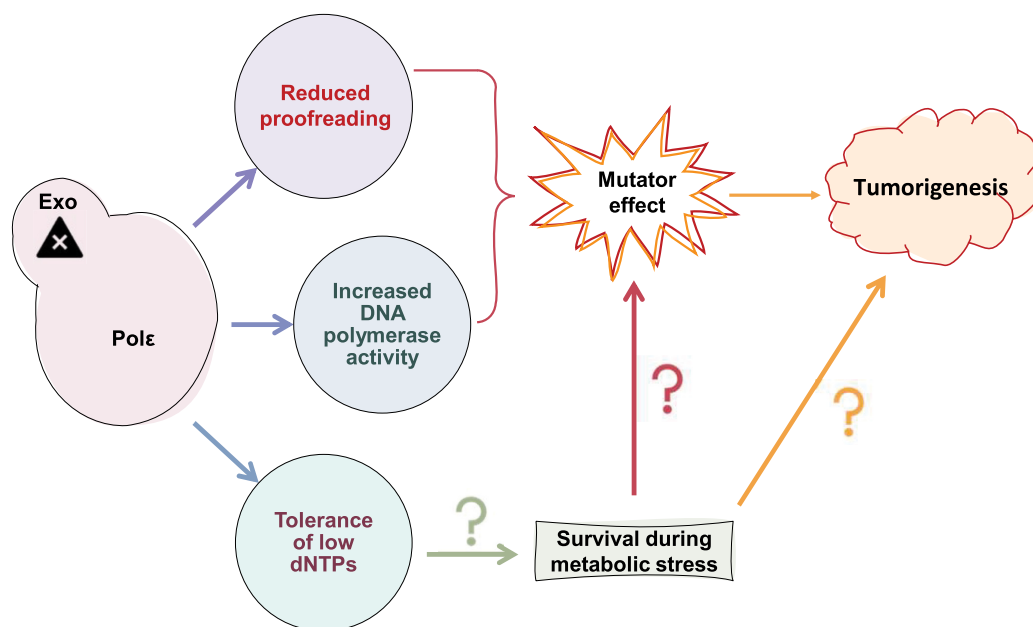 Reduced
proofreading
Exo
×
Polε
Increased
DNA
polymerase
activity
Mutator
effect
Tumorigenesis
?
?
Tolerance
of low
dNTPs
?
Survival during
metabolic stress